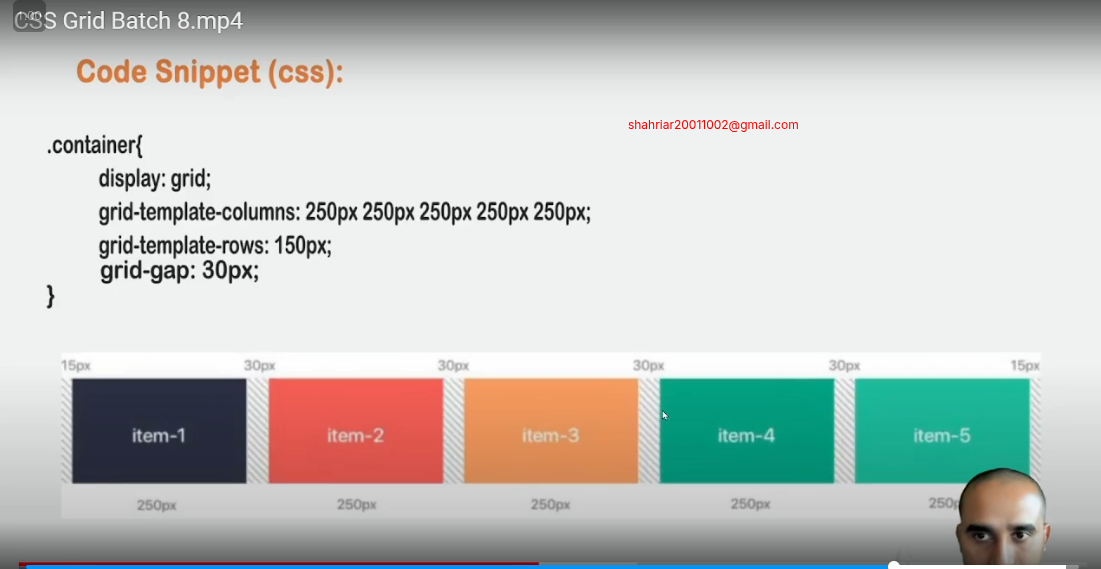 CSS Grid Batch 8.mp4
1:00
Code Snippet (css):
shahriar20011002@gmail.com
.container{
display: grid;
grid-template-columns: 250px 250px 250px 250px 250px;
grid-template-rows: 150px;
grid-gap: 30px;
}
15px 30px 30px 30px 30px 15px
item-1 item-2 item-3 item-4 item-5
250px 250px 250px 250px